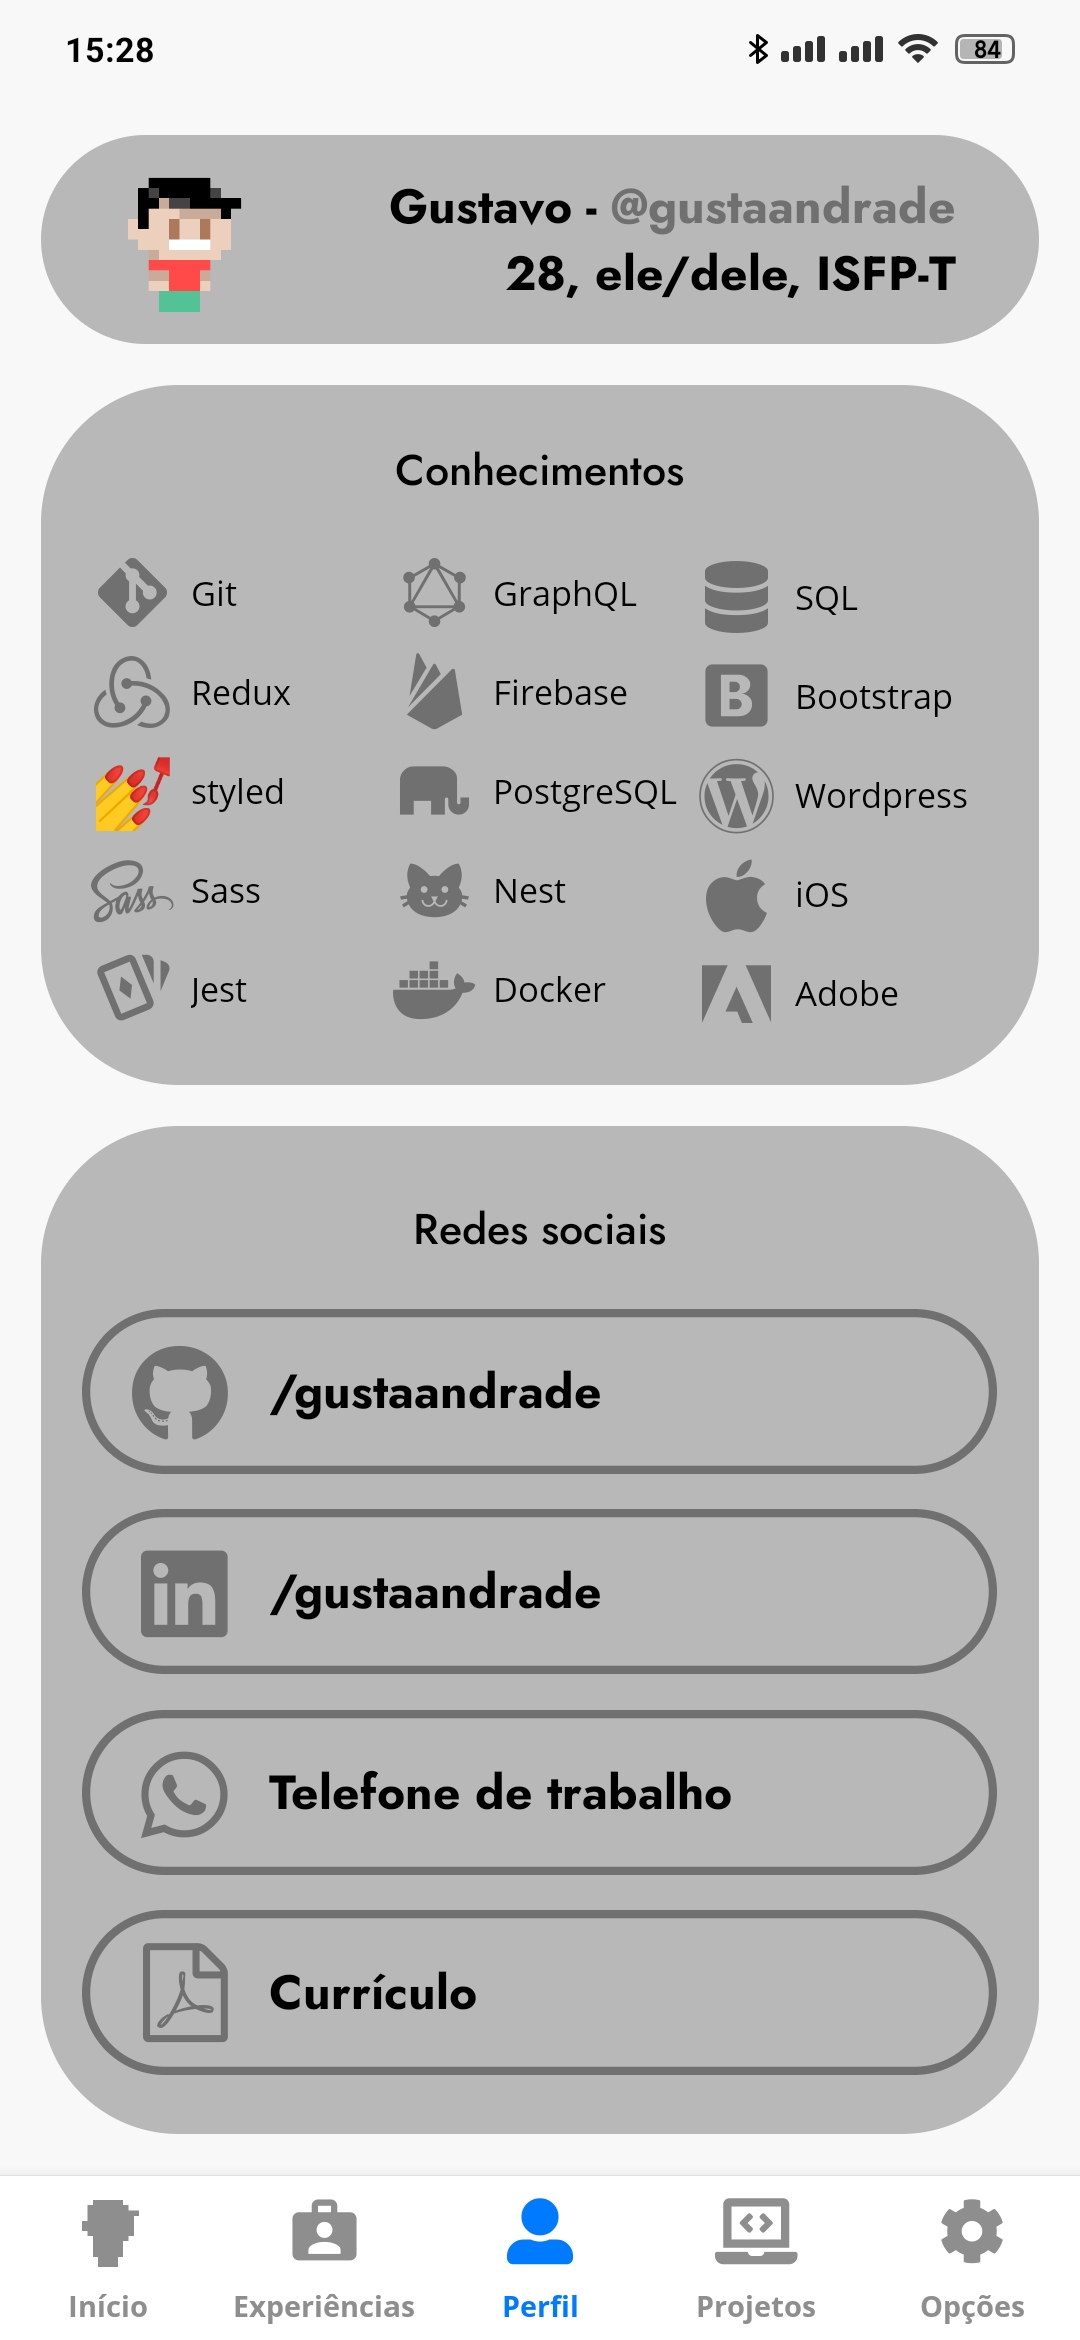 15:28
84
Gustavo - @gustaandrade
28, ele/dele, ISFP-T
Conhecimentos
Git
GraphQL
SQL
Redux
Firebase
B
Bootstrap
styled
PostgreSQL
W
Wordpress
Sass
Sass
Nest
iOS
Jest
Docker
Adobe
Redes sociais
/gustaandrade
in
/gustaandrade
Telefone de trabalho
Currículo
Início
Experiências
Perfil
Projetos
Opções